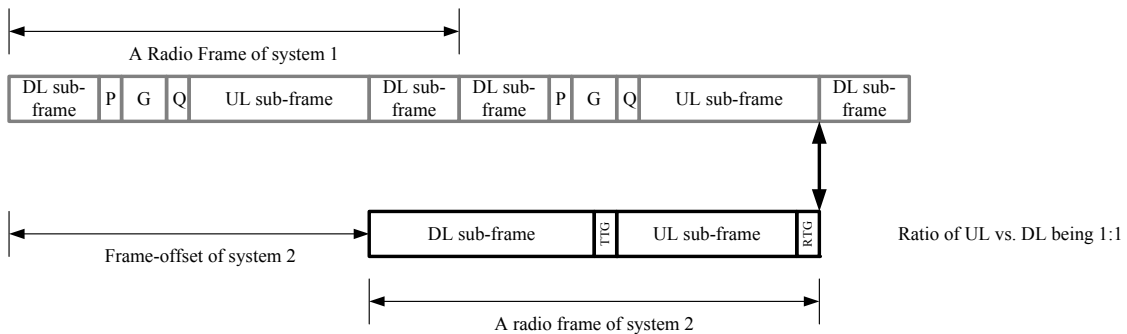 A Radio Frame of system 1
DL sub-
frame
P
G
Q
UL sub-frame
DL sub-
frame
DL sub-
frame
P
G
Q
UL sub-frame
DL sub-
frame
DL sub-frame
TTG
UL sub-frame
RTG
Ratio of UL vs. DL being 1:1
Frame-offset of system 2
A radio frame of system 2